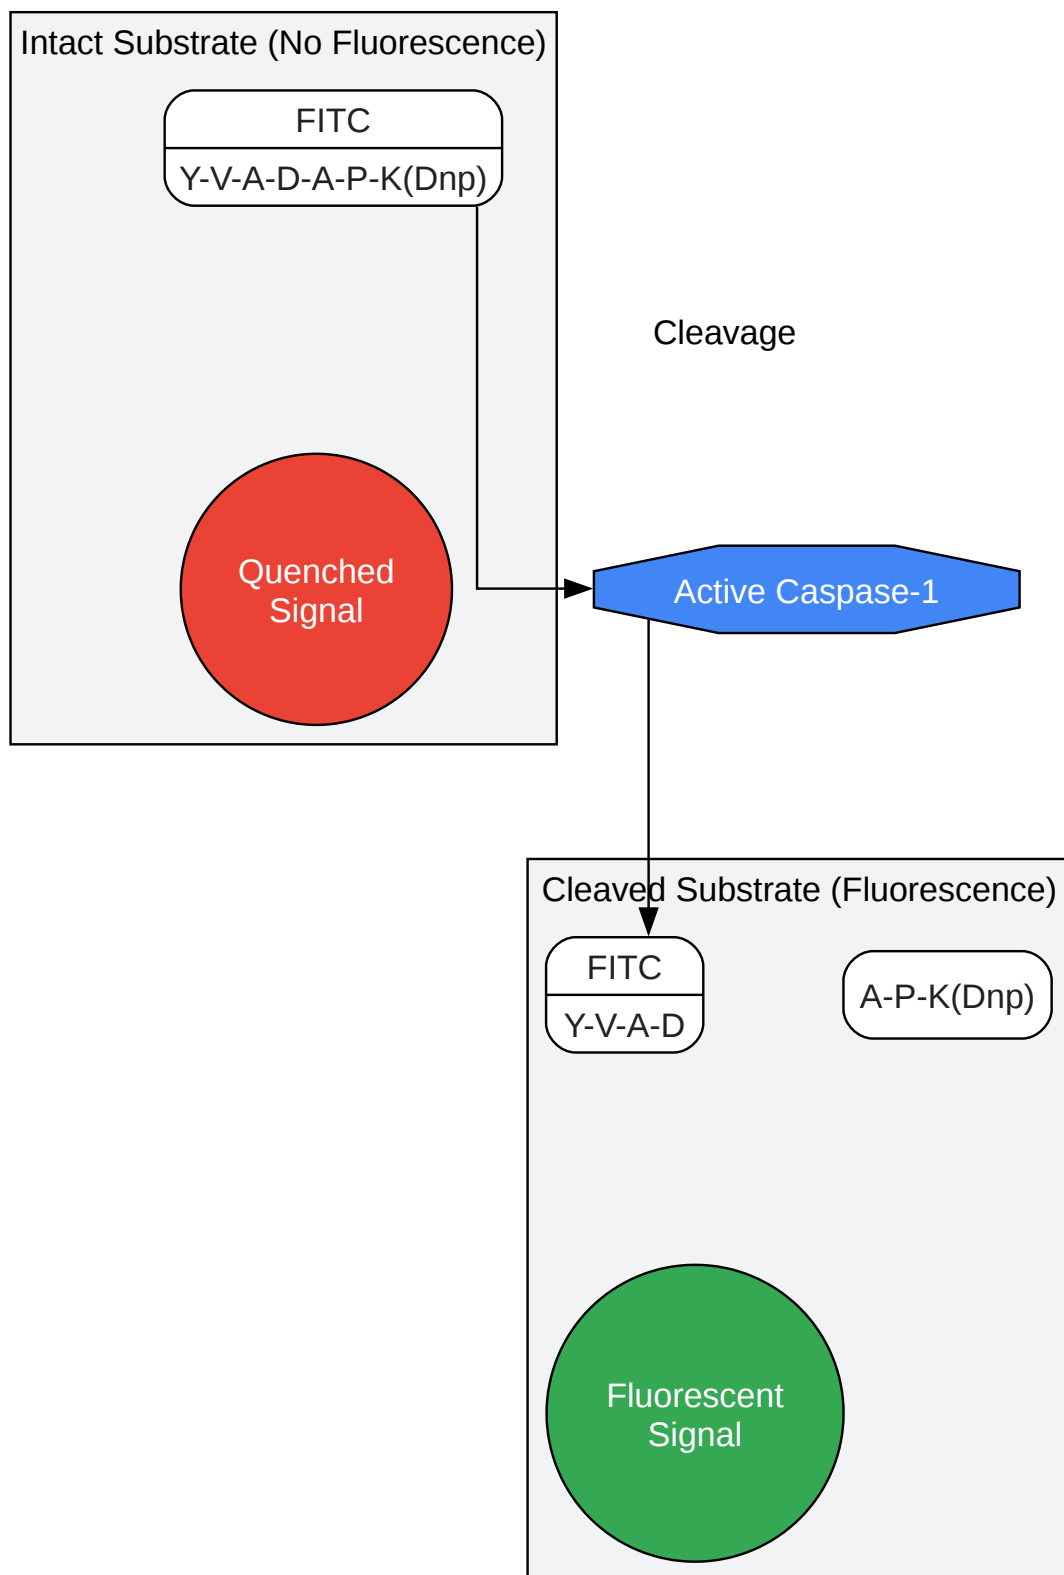 Intact Substrate (No Fluorescence)
FITC
Y-V-A-D-A-P-K(Dnp)
Cleavage
Quenched
Signal
Active Caspase-1
Cleaved Substrate (Fluorescence)
FITC
Y-V-A-D
A-P-K(Dnp)
Fluorescent
Signal